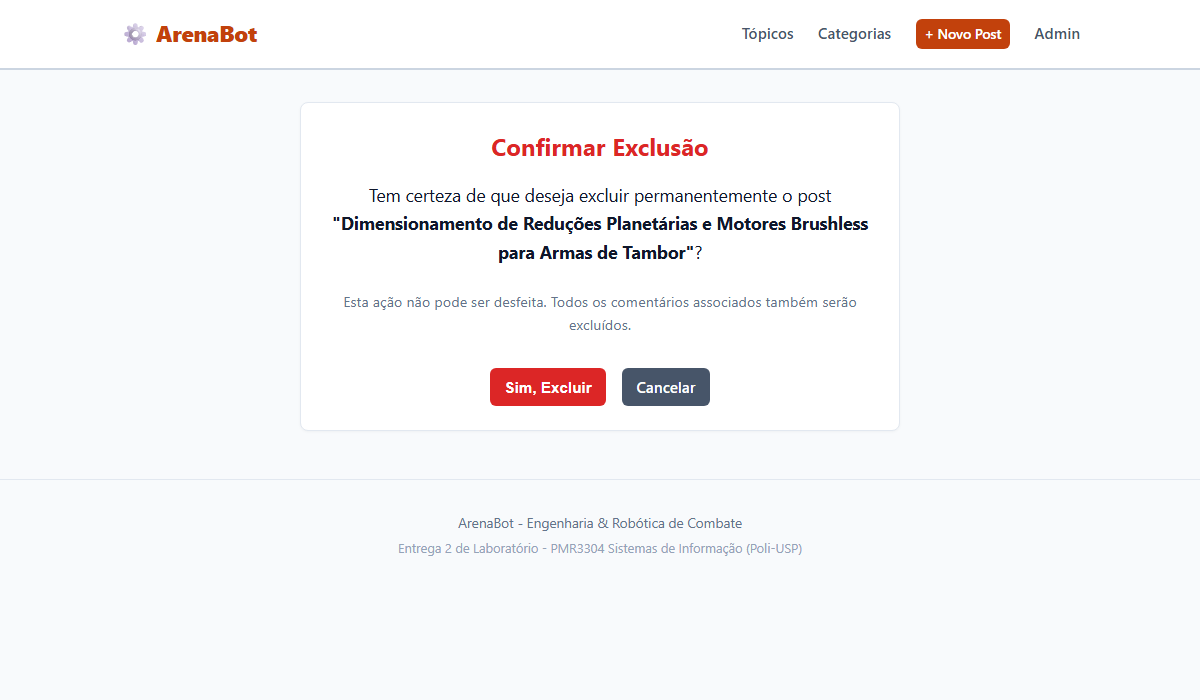 ArenaBot
Tópicos
Categorias
+ Novo Post
Admin
Confirmar Exclusão
Tem certeza de que deseja excluir permanentemente o post
"Dimensionamento de Reduções Planetárias e Motores Brushless
para Armas de Tambor"?
Esta ação não pode ser desfeita. Todos os comentários associados também serão
excluídos.
Sim, Excluir
Cancelar
ArenaBot - Engenharia & Robótica de Combate
Entrega 2 de Laboratório - PMR3304 Sistemas de Informação (Poli-USP)